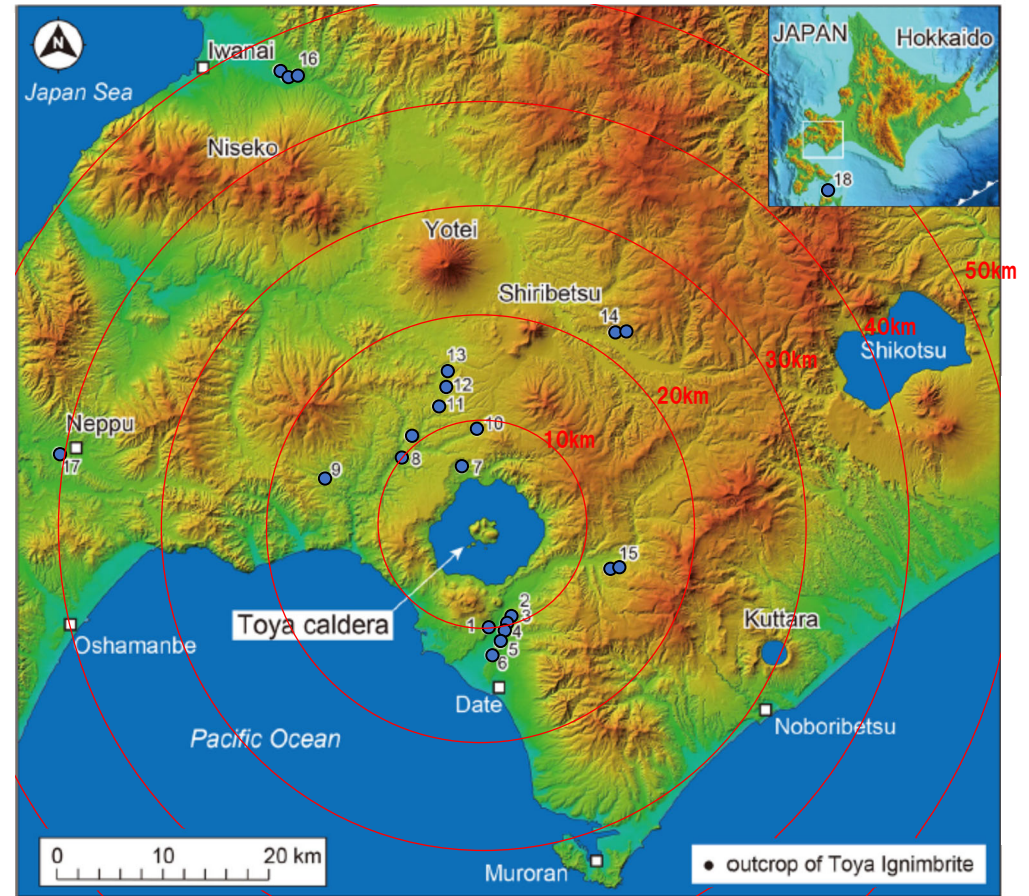 N
Iwanai
16
Japan Sea
JAPAN
Hokkaido
18
Niseko
Yotei
50km
Shiribetsu
14
40km
Shikotsu
30km
13
12
20km
11
Neppu
10
10km
17
8
7
9
15
2
3
1
4
Toya caldera
Kuttara
5
6
Oshamanbe
Date
Noboribetsu
Pacific Ocean
0 10 20 km
Muroran
outcrop of Toya Ignimbrite